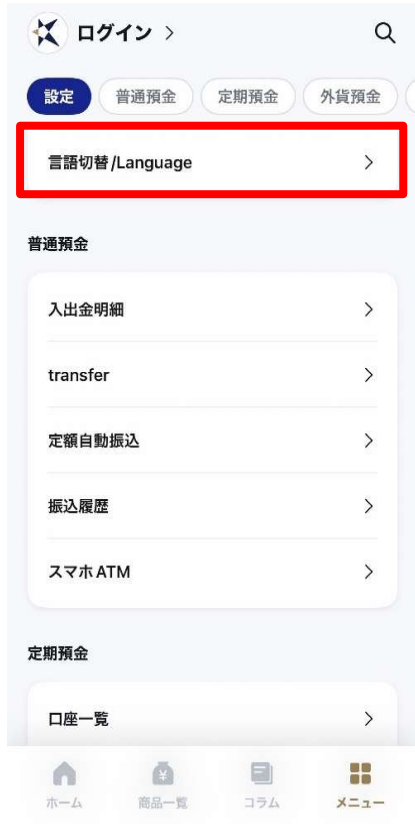 ログイン
設定 普通預金 定期預金 外貨預金
言語切替/Language
普通預金
入出金明細
transfer
定額自動振込
振込履歴
スマホATM
定期預金
口座一覧
ホーム 商品一覧 コラム メニュー